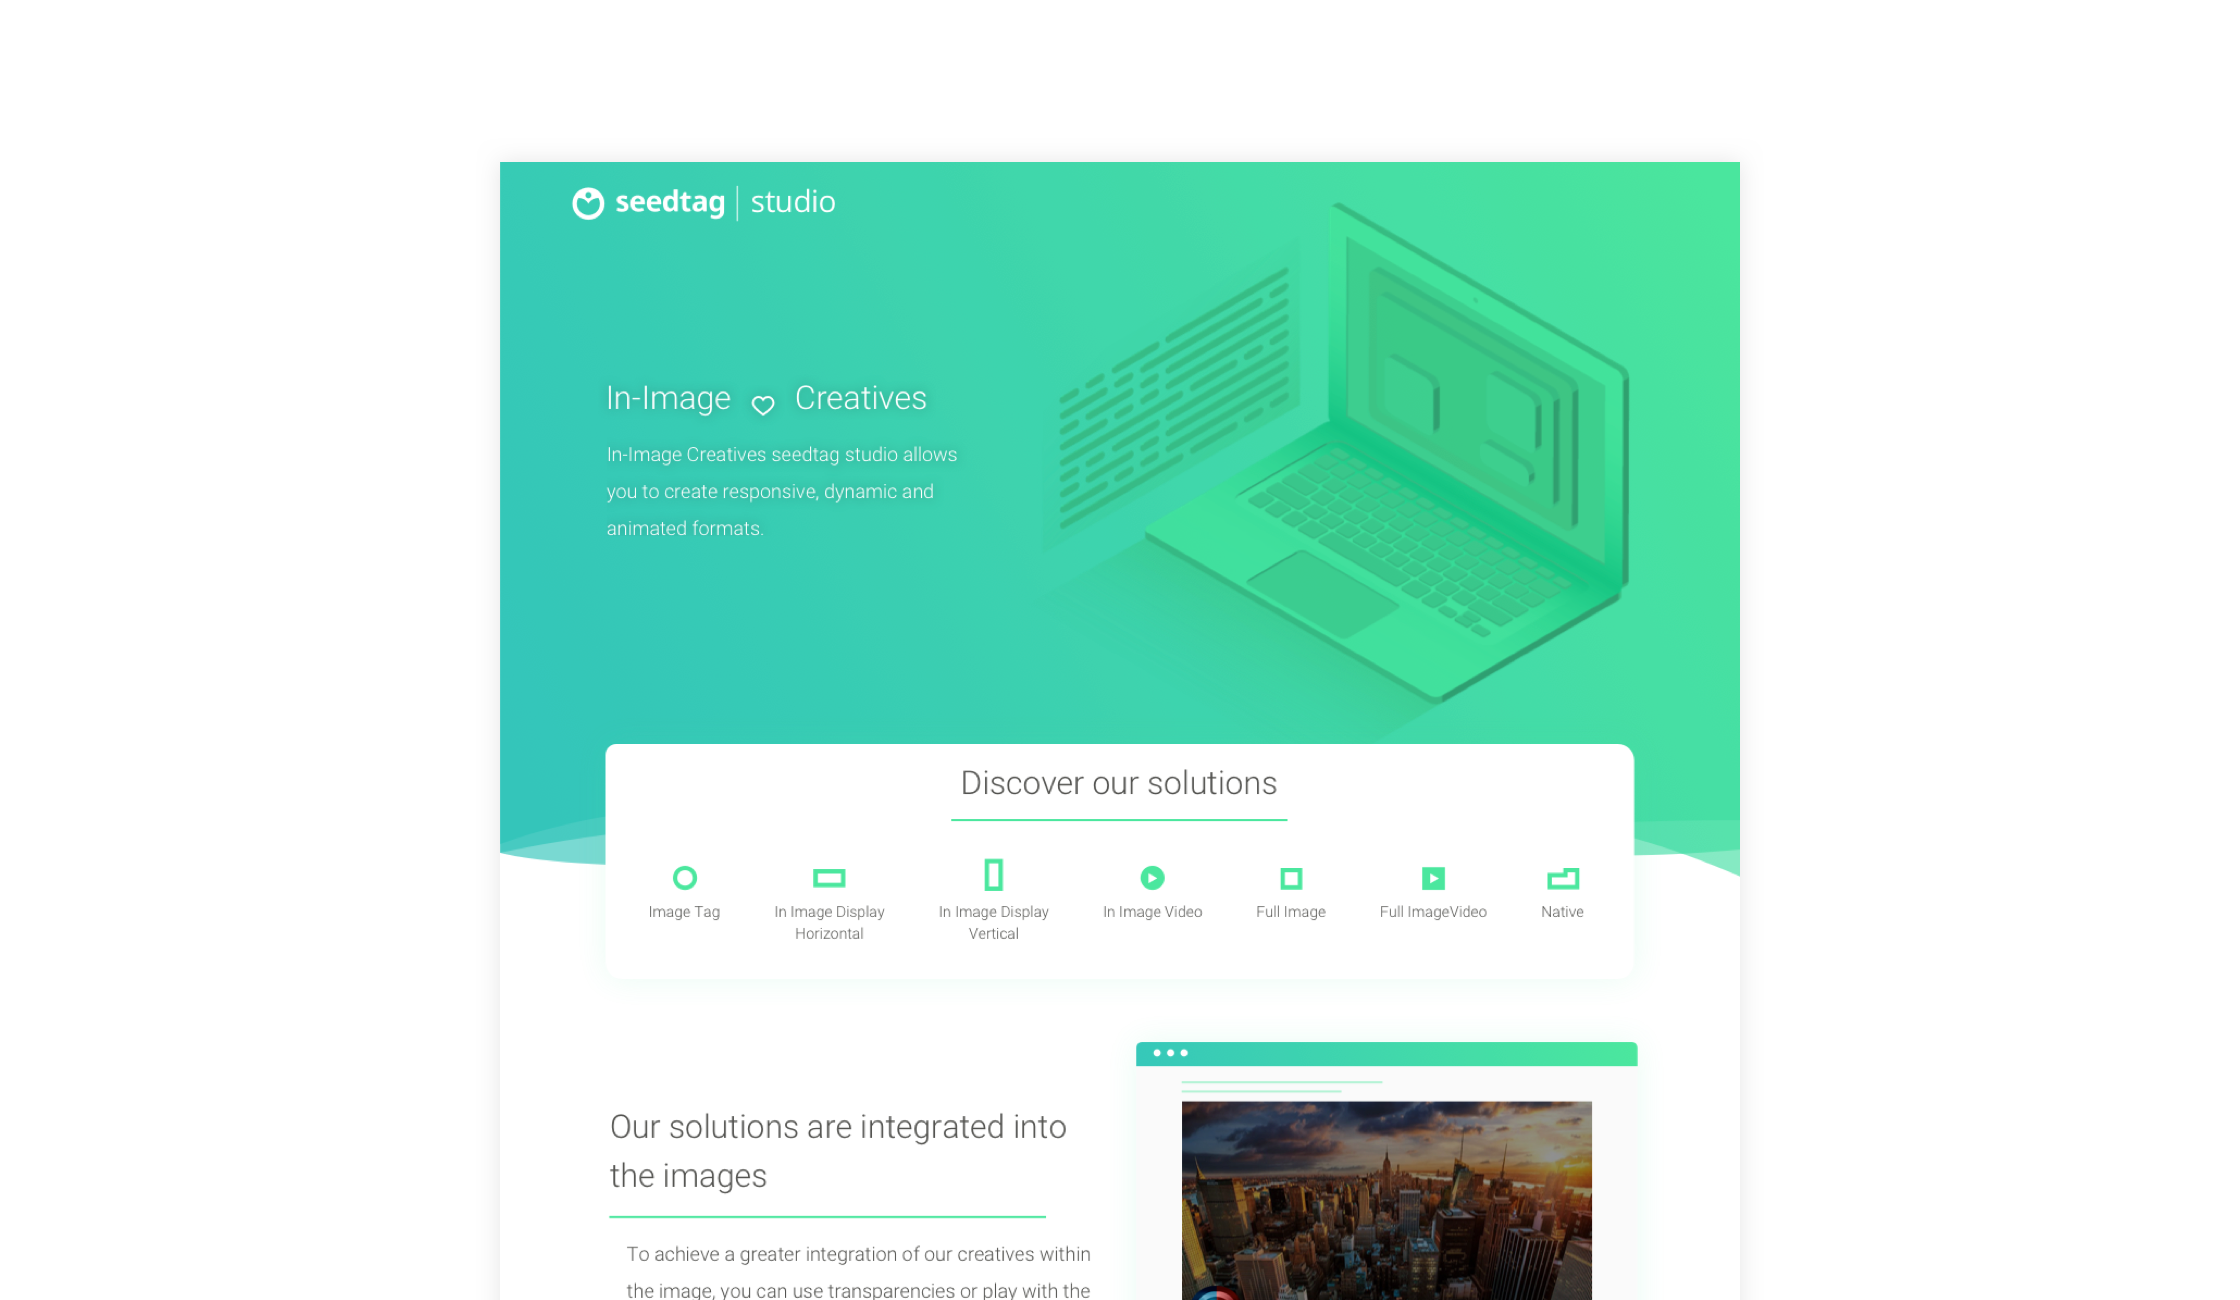 seedtag | studio
In-Image Creatives
In-Image Creatives seedtag studio allows
you to create responsive, dynamic and
animated formats.
Discover our solutions
Image Tag
In Image Display
Horizontal
In Image Display
Vertical
In Image Video
Full Image
Full ImageVideo
Native
Our solutions are integrated into
the images
To achieve a greater integration of our creatives within
the image, you can use transparencies or play with the